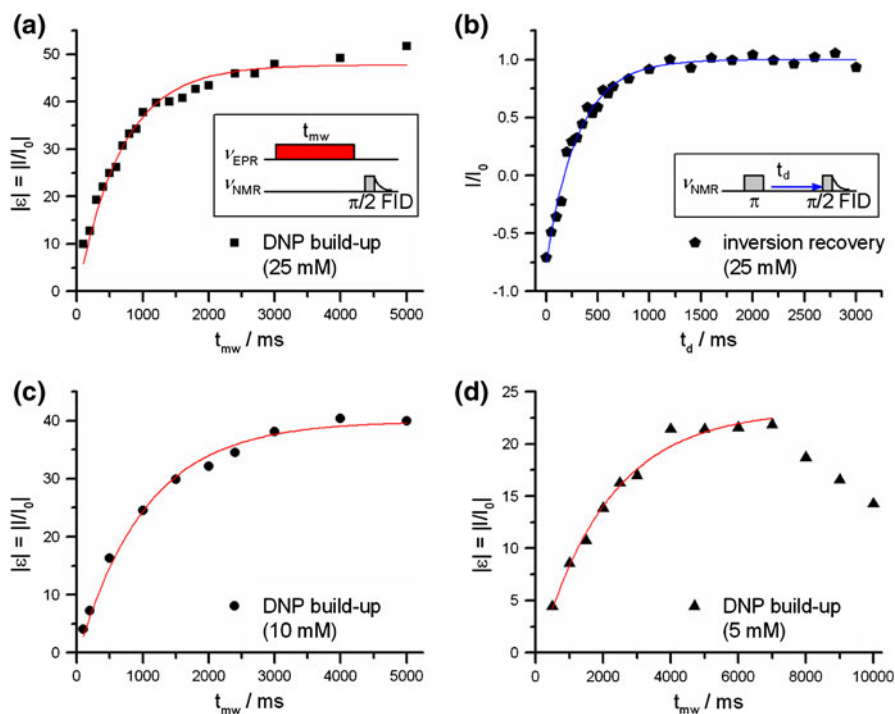 (a)
|ε| = |I/I₀|
50
40
30
20
10
0
0 1000 2000 3000 4000 5000
t_mw / ms
ν_EPR
t_mw
ν_NMR
π/2 FID
DNP build-up
(25 mM)
(b)
I/I₀
1.0
0.5
0.0
-0.5
-1.0
0 500 1000 1500 2000 2500 3000
t_d / ms
ν_NMR
t_d
π π/2 FID
inversion recovery
(25 mM)
(c)
|ε| = |I/I₀|
50
40
30
20
10
0
0 1000 2000 3000 4000 5000
t_mw / ms
DNP build-up
(10 mM)
(d)
|ε| = |I/I₀|
25
20
15
10
5
0
0 2000 4000 6000 8000 10000
t_mw / ms
DNP build-up
(5 mM)